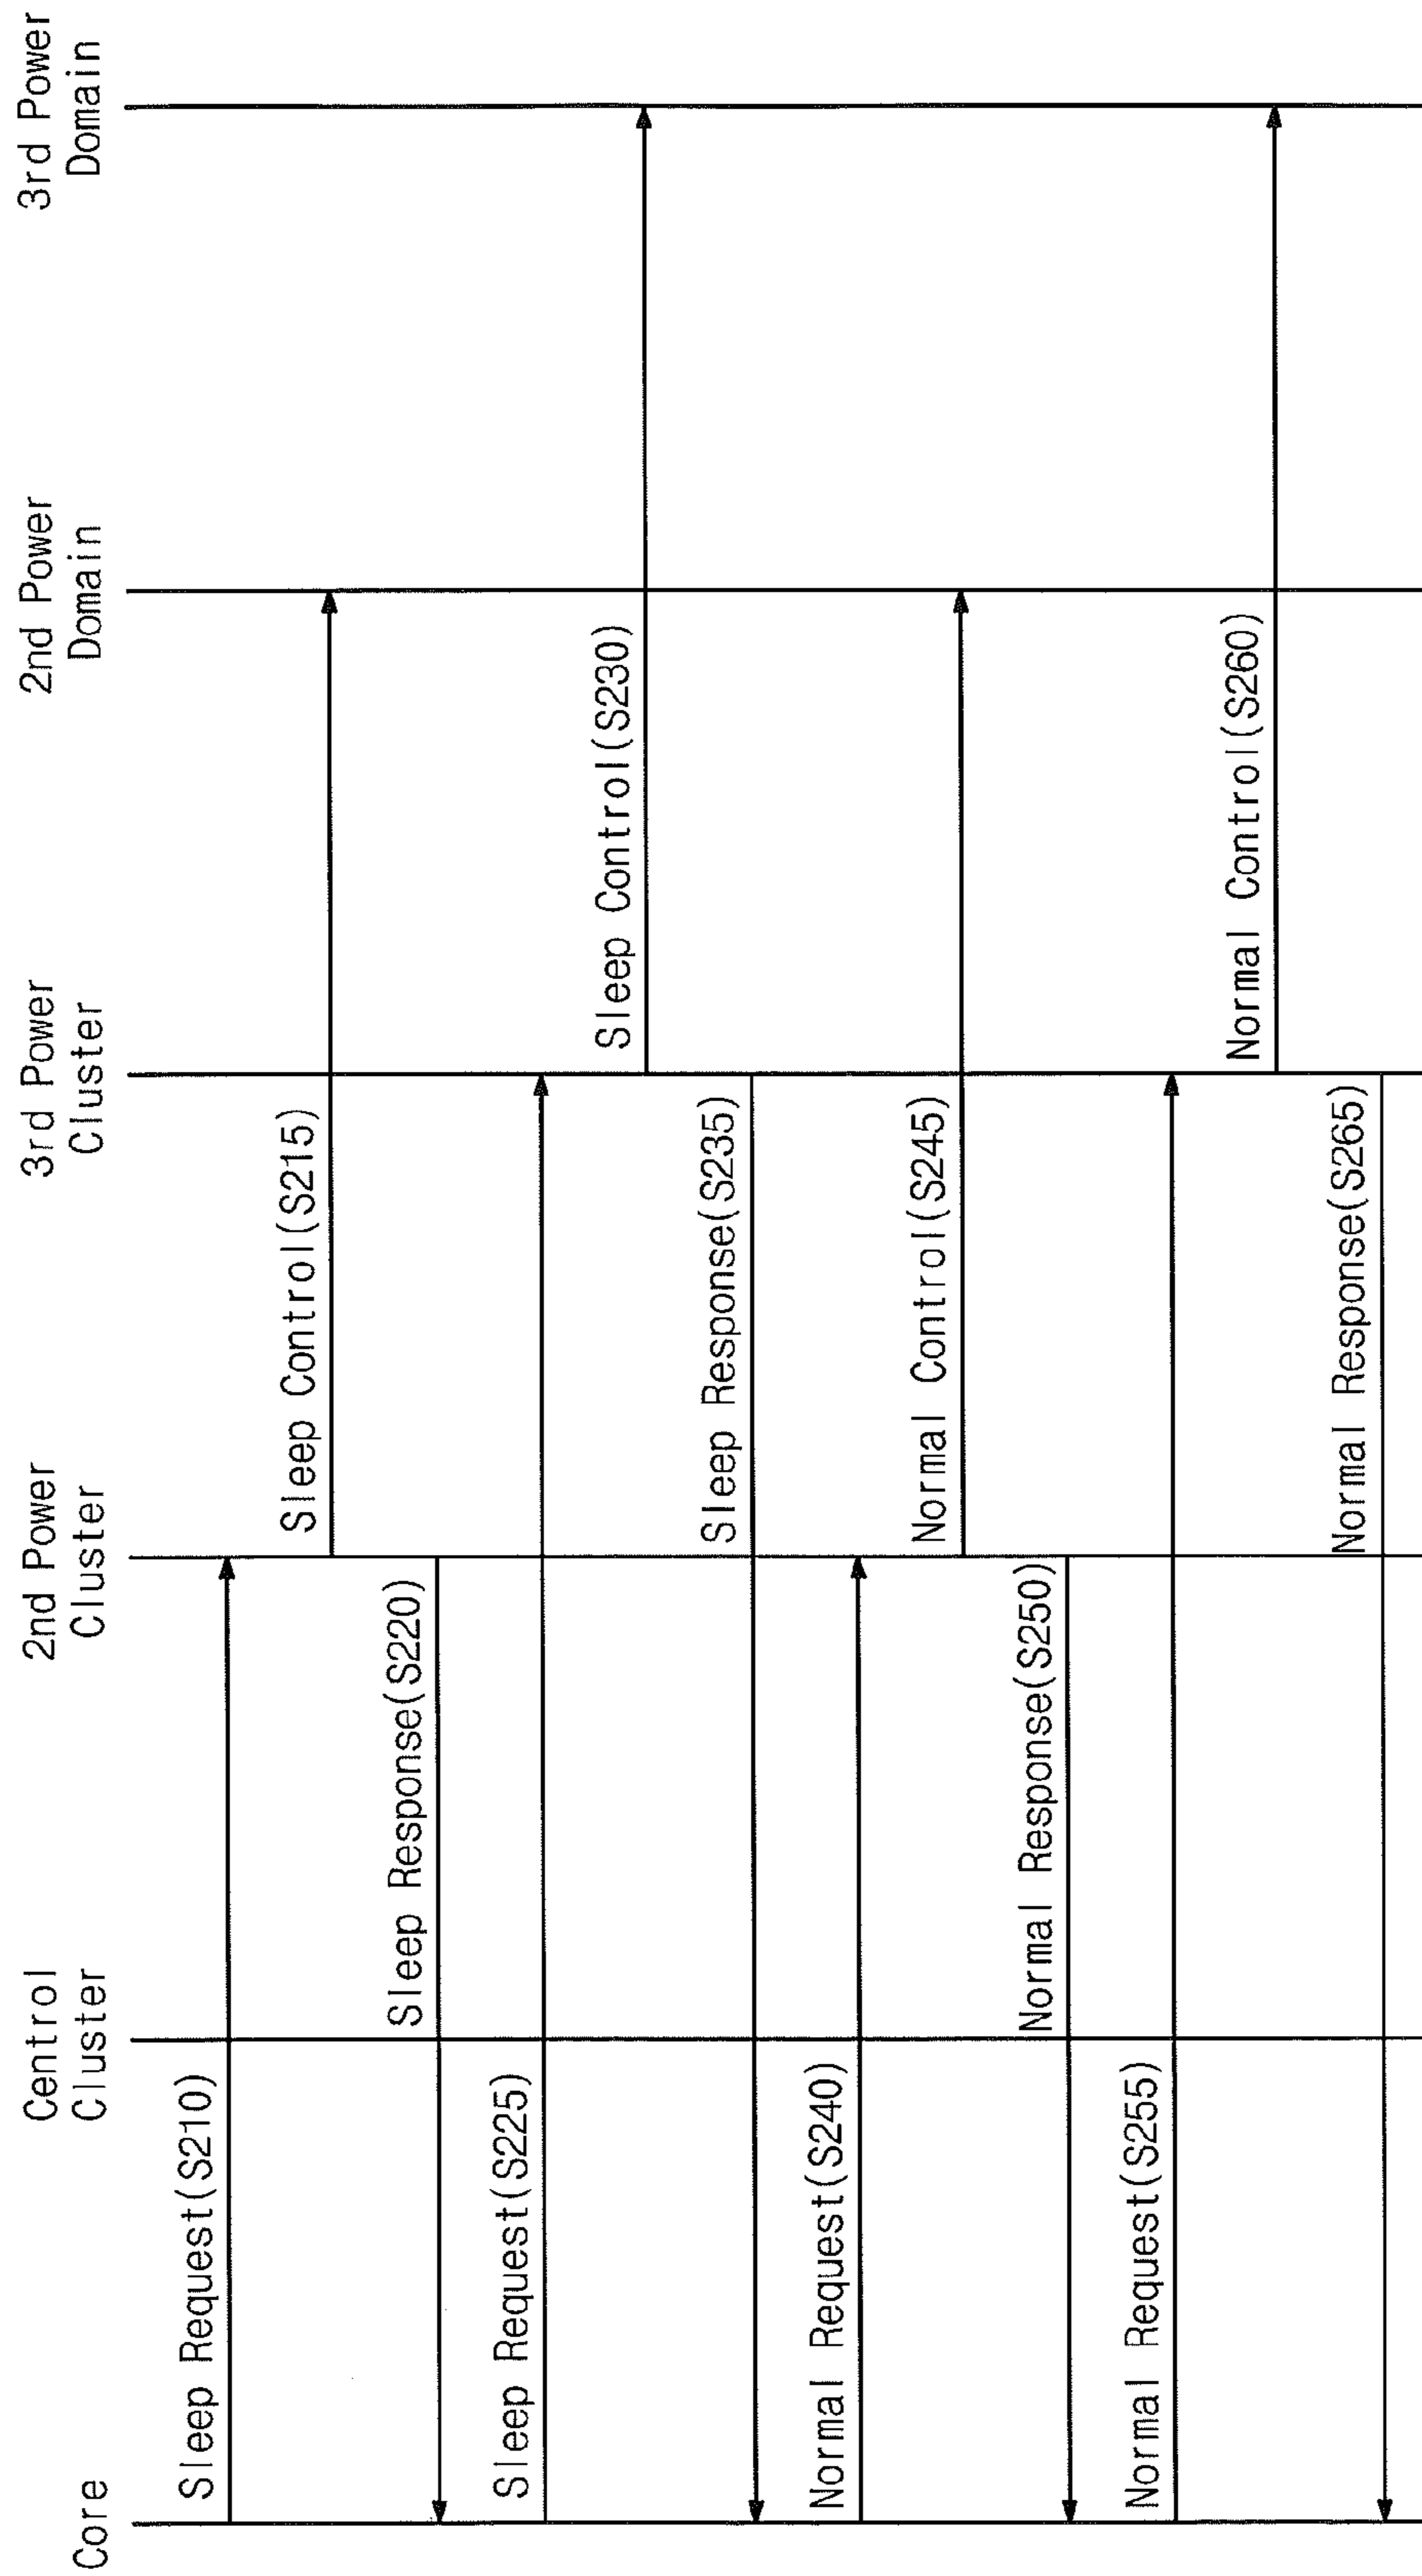 Core
Central
Cluster
2nd Power
Cluster
3rd Power
Cluster
2nd Power
Domain
3rd Power
Domain
Sleep Request(S210)
Sleep Control(S215)
Sleep Response(S220)
Sleep Request(S225)
Sleep Control(S230)
Sleep Response(S235)
Normal Request(S240)
Normal Control(S245)
Normal Response(S250)
Normal Request(S255)
Normal Control(S260)
Normal Response(S265)